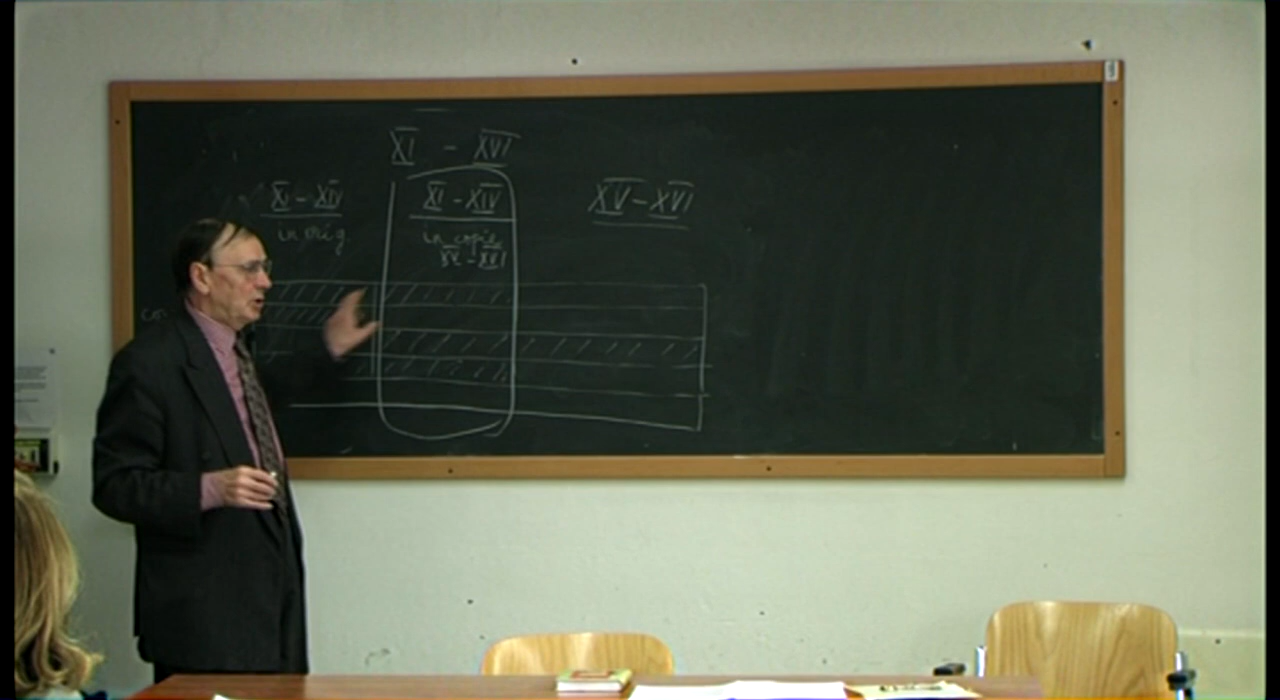 XI - XVI
XI - XIV XI - XIV XV - XVI
in orig. in copie
XV - XVI